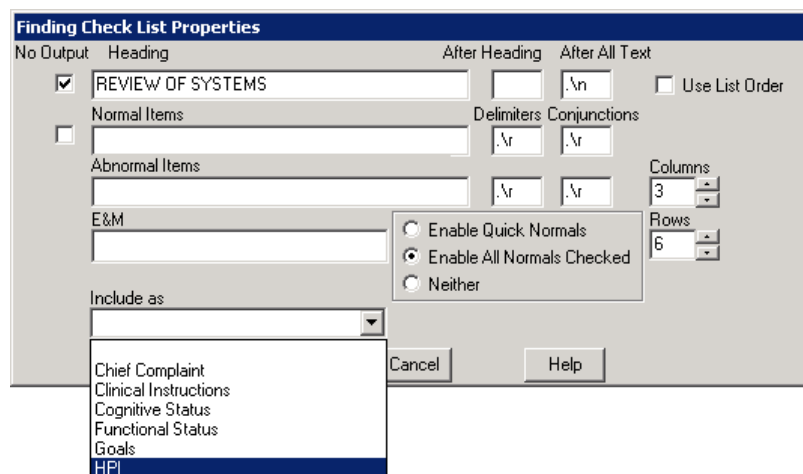 Finding Check List Properties
No Output Heading After Heading After All Text
REVIEW OF SYSTEMS .\n Use List Order
Normal Items Delimiters Conjunctions
.\r .\r
Abnormal Items Columns
.\r .\r 3
E&M Rows
Enable Quick Normals 6
Enable All Normals Checked
Neither
Include as
Cancel Help
Chief Complaint
Clinical Instructions
Cognitive Status
Functional Status
Goals
HPI